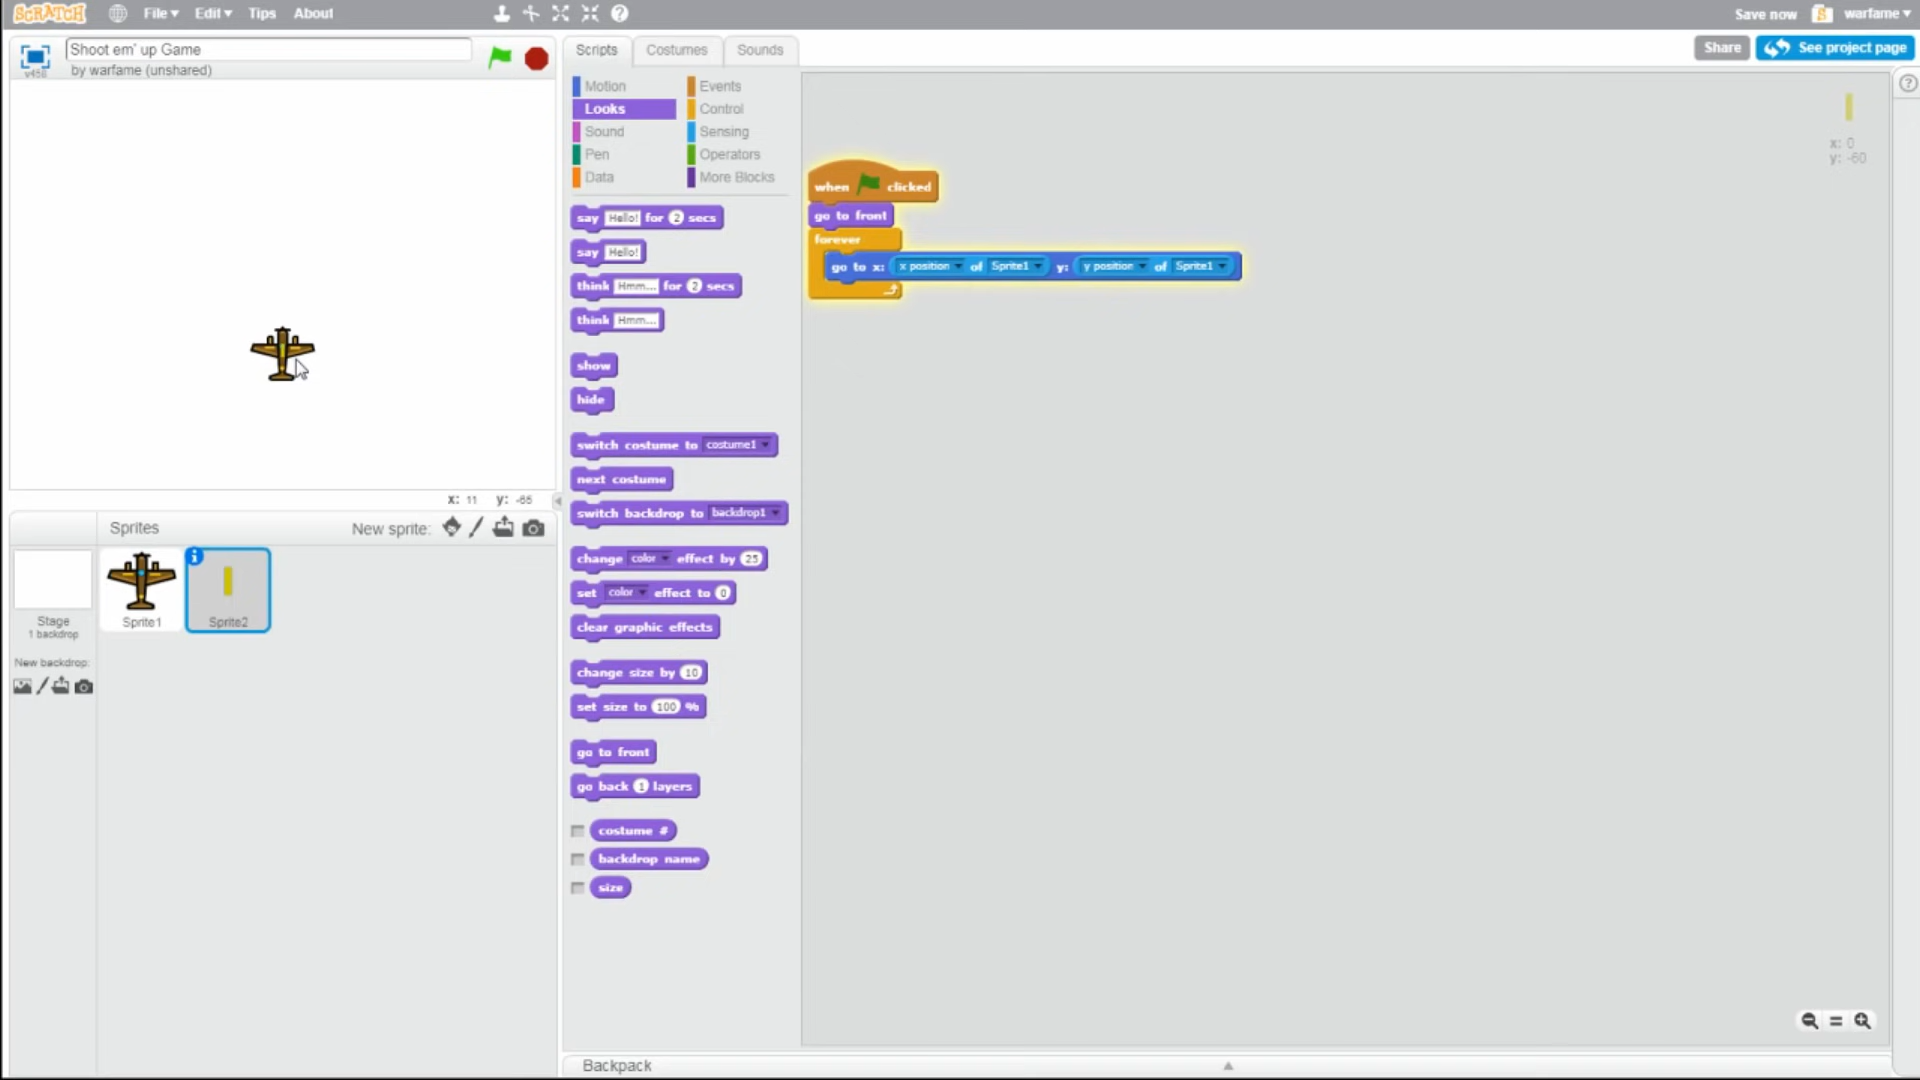 SCRATCH File Edit Tips About Save now warfame
Shoot em' up Game
v458 by warfame (unshared)
Scripts Costumes Sounds
Share See project page
Motion Events
Looks Control
Sound Sensing
Pen Operators
Data More Blocks
x: 0
y: -60
when clicked
go to front
forever
go to x: x position of Sprite1 y: y position of Sprite1
say Hello! for 2 secs
say Hello!
think Hmm... for 2 secs
think Hmm...
show
hide
switch costume to costume1
next costume
switch backdrop to backdrop1
change color effect by 25
set color effect to 0
clear graphic effects
change size by 10
set size to 100 %
go to front
go back 1 layers
costume #
backdrop name
size
x: 11 y: -65
Sprites New sprite:
Sprite1 Sprite2
Stage
1 backdrop
New backdrop:
Backpack